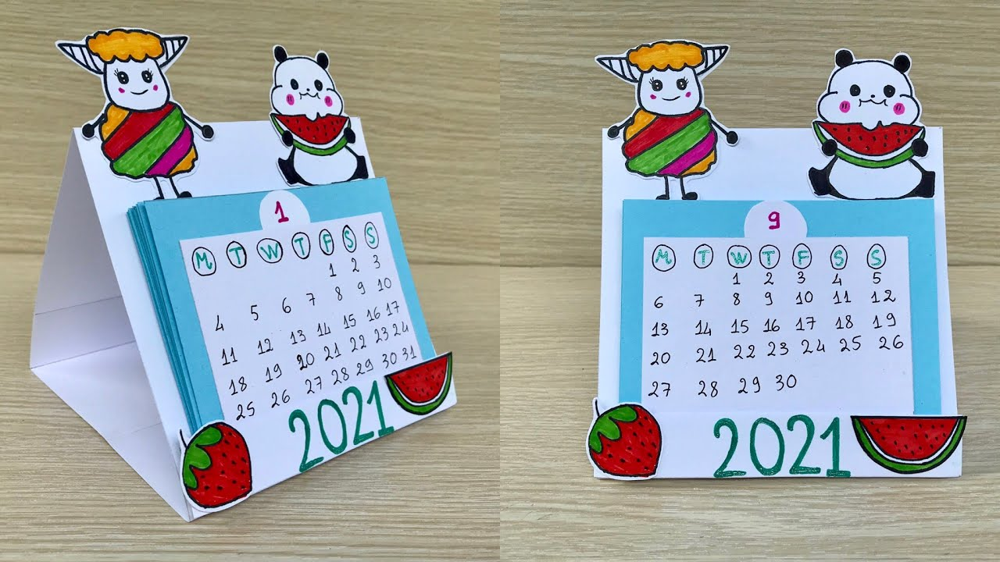 1
M T W T F S S
1 2 3
4 5 6 7 8 9 10
11 12 13 14 15 16 17
18 19 20 21 22 23 24
25 26 27 28 29 30 31
2021
9
M T W T F S S
1 2 3 4 5
6 7 8 9 10 11 12
13 14 15 16 17 18 19
20 21 22 23 24 25 26
27 28 29 30
2021